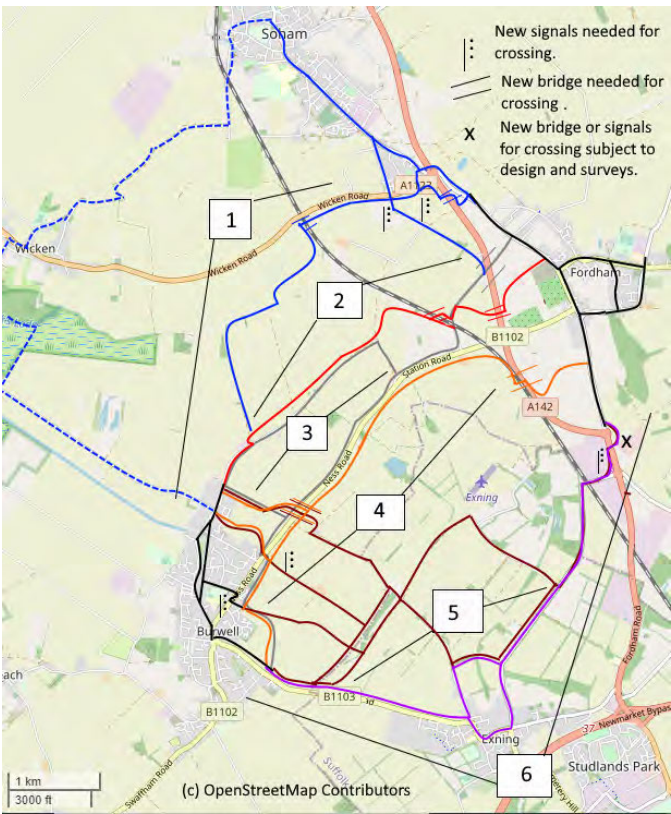 Soham
New signals needed for
crossing.
New bridge needed for
crossing .
X
New bridge or signals
for crossing subject to
design and surveys.
A1123
Wicken Road
1
Wicken
Wicken Road
Fordham
2
B1102
Station Road
A142
3
X
Ness Road
Exning
4
5
Burwell
B1103
B1102
Exning
Fordham Road
37
Newmarket Bypas
6
Studlands Park
Swaffham Road
Suffolk
1 km
3000 ft
(c) OpenStreetMap Contributors